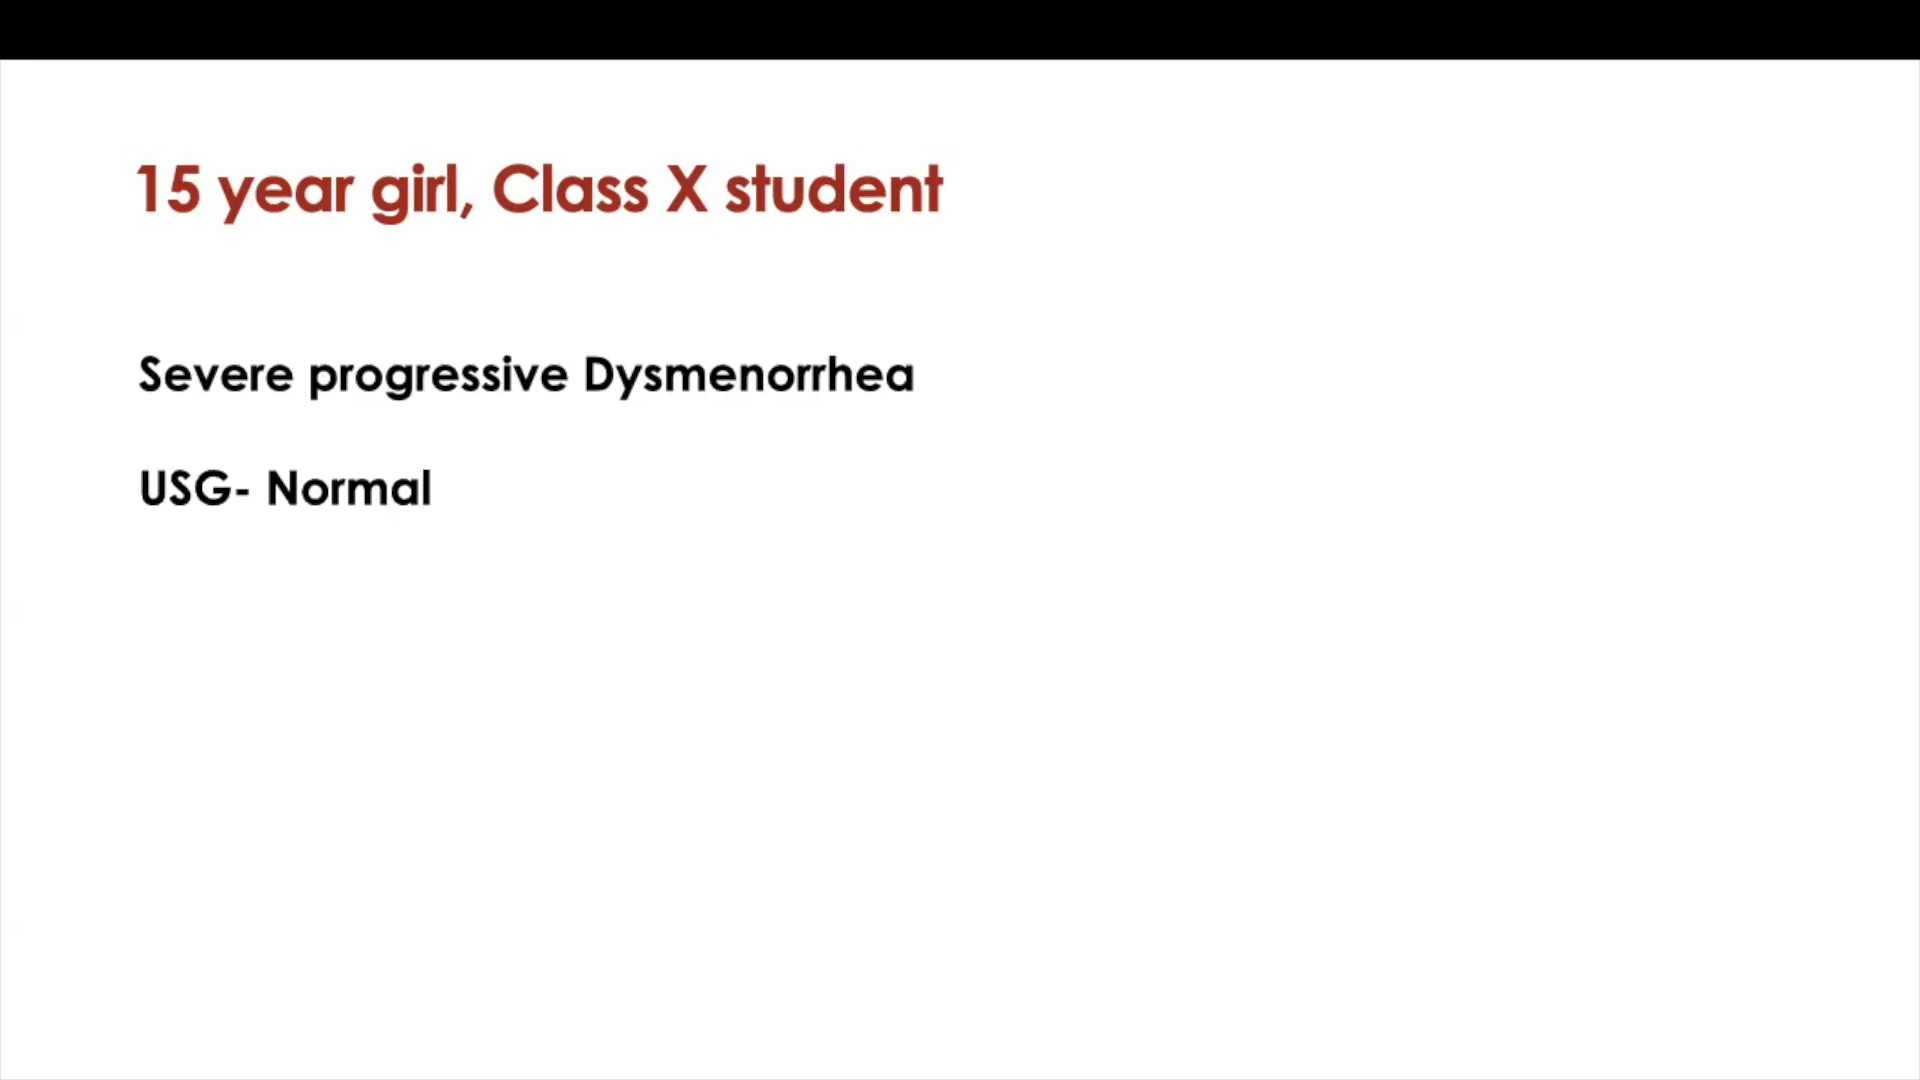 15 year girl, Class X student
Severe progressive Dysmenorrhea
USG- Normal